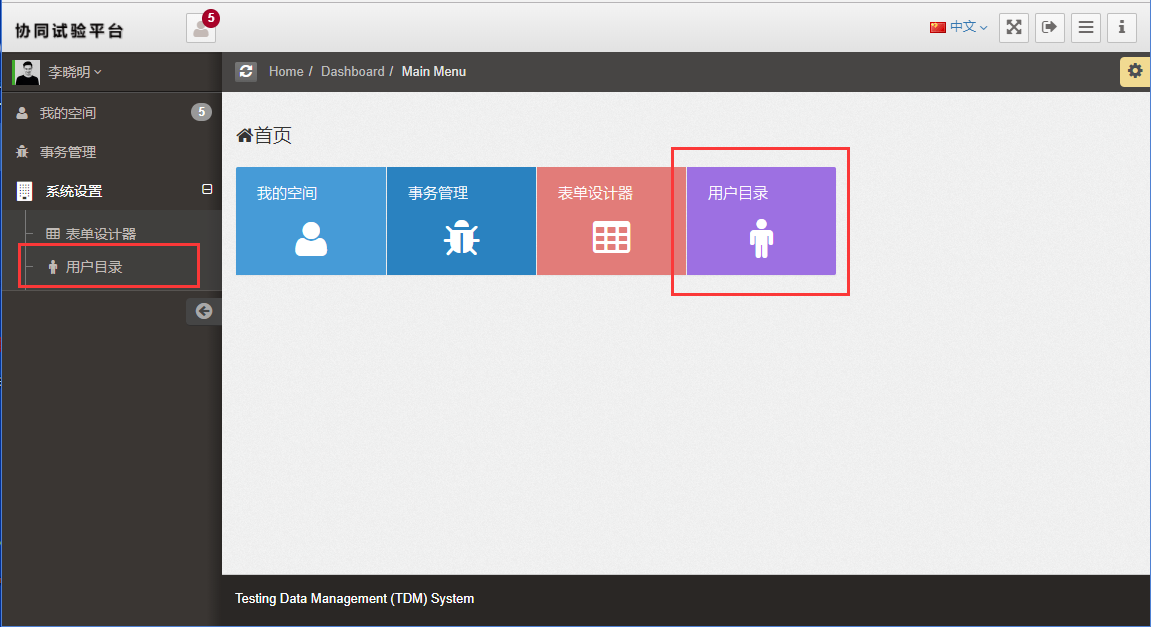 协同试验平台
5
中文
李晓明
Home / Dashboard / Main Menu
我的空间
5
事务管理
系统设置
表单设计器
用户目录
首页
我的空间
事务管理
表单设计器
用户目录
Testing Data Management (TDM) System